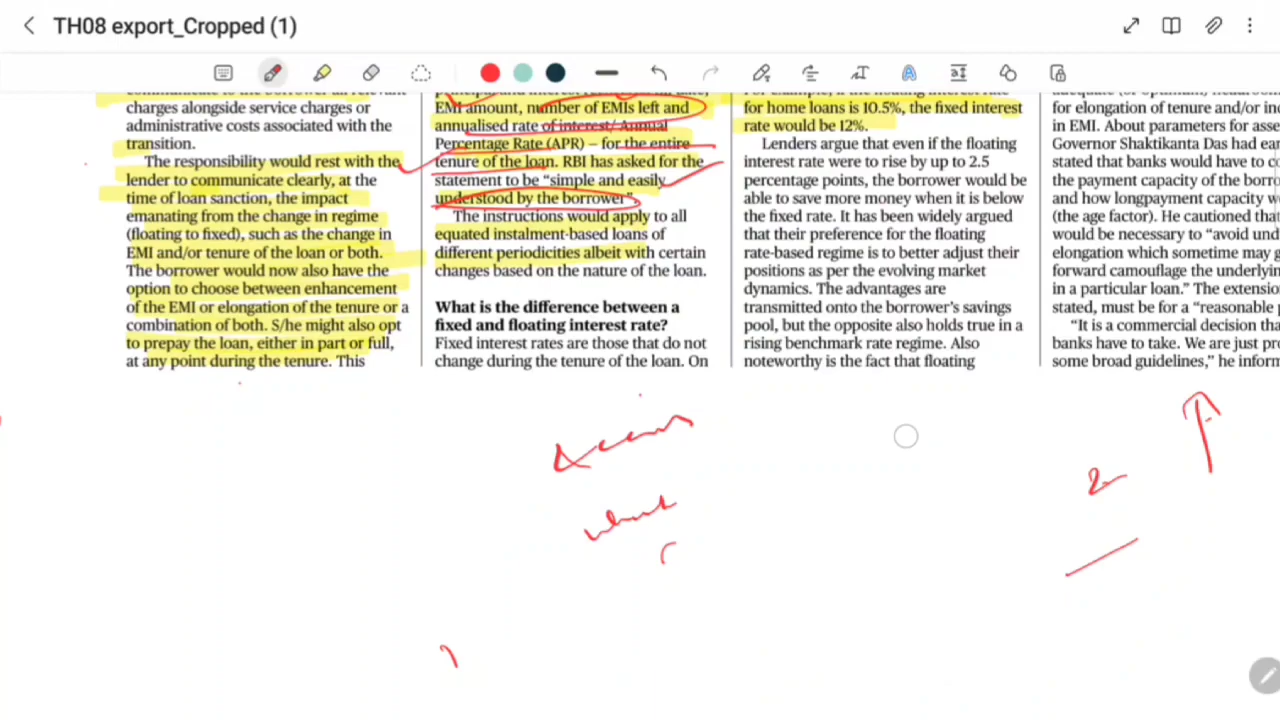 TH08 export_Cropped (1)
communicate to the borrower all relevant
charges alongside service charges or
administrative costs associated with the
transition.
The responsibility would rest with the
lender to communicate clearly, at the
time of loan sanction, the impact
emanating from the change in regime
(floating to fixed), such as the change in
EMI and/or tenure of the loan or both.
The borrower would now also have the
option to choose between enhancement
of the EMI or elongation of the tenure or a
combination of both. S/he might also opt
to prepay the loan, either in part or full,
at any point during the tenure. This
EMI amount, number of EMIs left and
annualised rate of interest/ Annual
Percentage Rate (APR) – for the entire
tenure of the loan. RBI has asked for the
statement to be “simple and easily
understood by the borrower”
The instructions would apply to all
equated instalment-based loans of
different periodicities albeit with certain
changes based on the nature of the loan.
What is the difference between a
fixed and floating interest rate?
Fixed interest rates are those that do not
change during the tenure of the loan. On
for home loans is 10.5%, the fixed interest
rate would be 12%.
Lenders argue that even if the floating
interest rate were to rise by up to 2.5
percentage points, the borrower would be
able to save more money when it is below
the fixed rate. It has been widely argued
that their preference for the floating
rate-based regime is to better adjust their
positions as per the evolving market
dynamics. The advantages are
transmitted onto the borrower's savings
pool, but the opposite also holds true in a
rising benchmark rate regime. Also
noteworthy is the fact that floating
for elongation of tenure and/or in
in EMI. About parameters for asse
Governor Shaktikanta Das had ear
stated that banks would have to c
the payment capacity of the borro
and how longpayment capacity w
(the age factor). He cautioned that
would be necessary to “avoid und
elongation which sometime may g
forward camouflage the underlyin
in a particular loan.” The extensio
stated, must be for a “reasonable p
“It is a commercial decision tha
banks have to take. We are just pro
some broad guidelines,” he inform
2